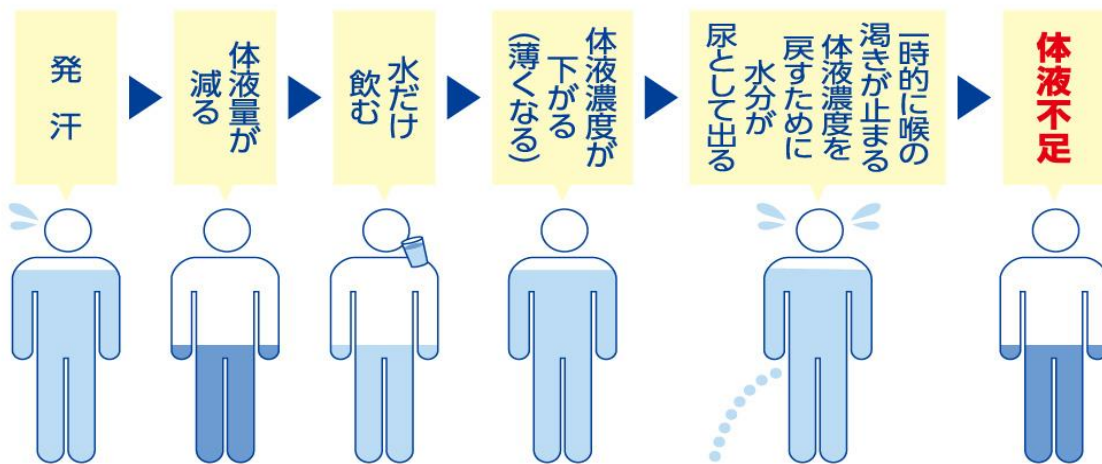 発汗
体液量が
減る
水だけ
飲む
体液濃度が
下がる
(薄くなる)
一時的に喉の
渇きが止まる
体液濃度を
戻すために
水分が
尿として出る
体液不足